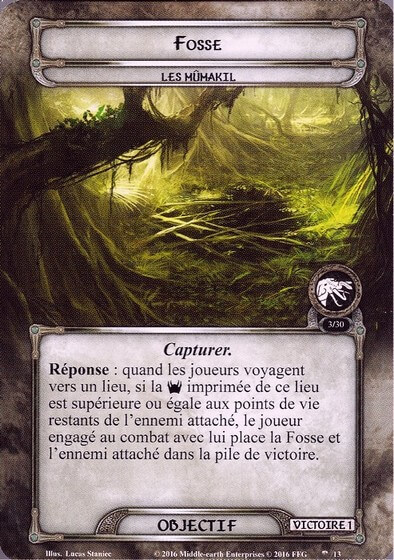 Fosse
LES MÛMAKIL
3/30
Capturer.
Réponse : quand les joueurs voyagent
vers un lieu, si la imprimée de ce lieu
est supérieure ou égale aux points de vie
restants de l'ennemi attaché, le joueur
engagé au combat avec lui place la Fosse et
l'ennemi attaché dans la pile de victoire.
OBJECTIF
VICTOIRE 1
Illus. Lucas Staniec
© 2016 Middle-earth Enterprises © 2016 FFG
13